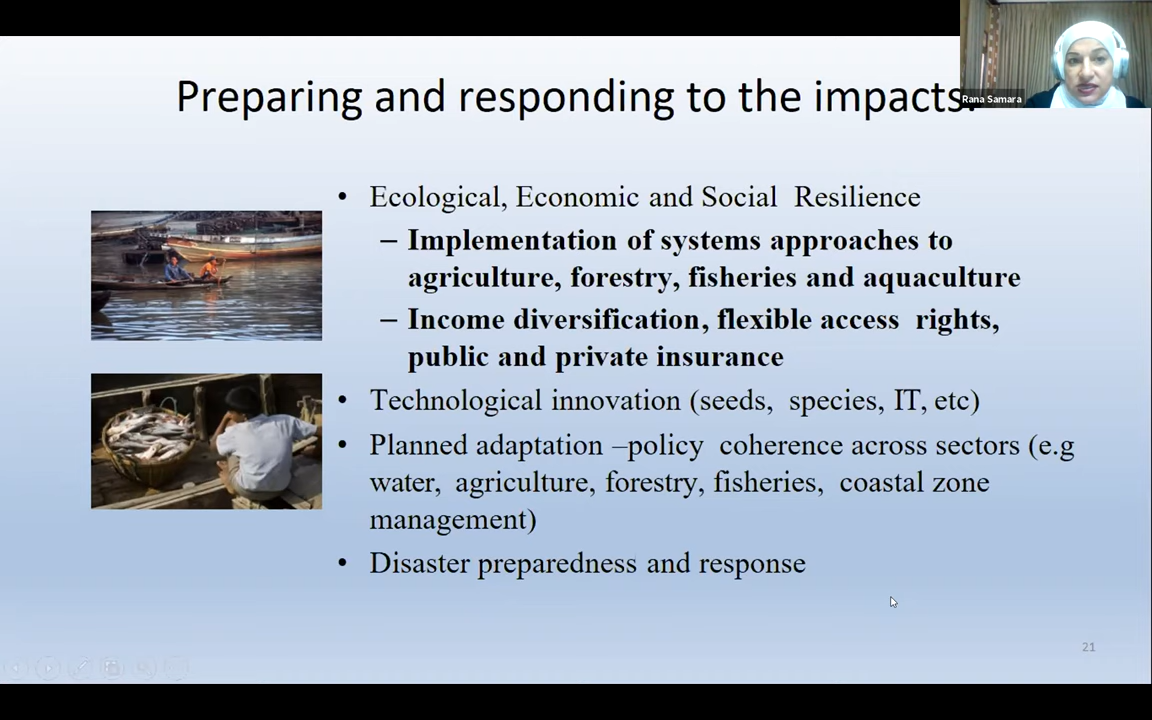 Preparing and responding to the impacts.
Rana Samara
• Ecological, Economic and Social Resilience
– Implementation of systems approaches to
agriculture, forestry, fisheries and aquaculture
– Income diversification, flexible access rights,
public and private insurance
• Technological innovation (seeds, species, IT, etc)
• Planned adaptation –policy coherence across sectors (e.g
water, agriculture, forestry, fisheries, coastal zone
management)
• Disaster preparedness and response
21